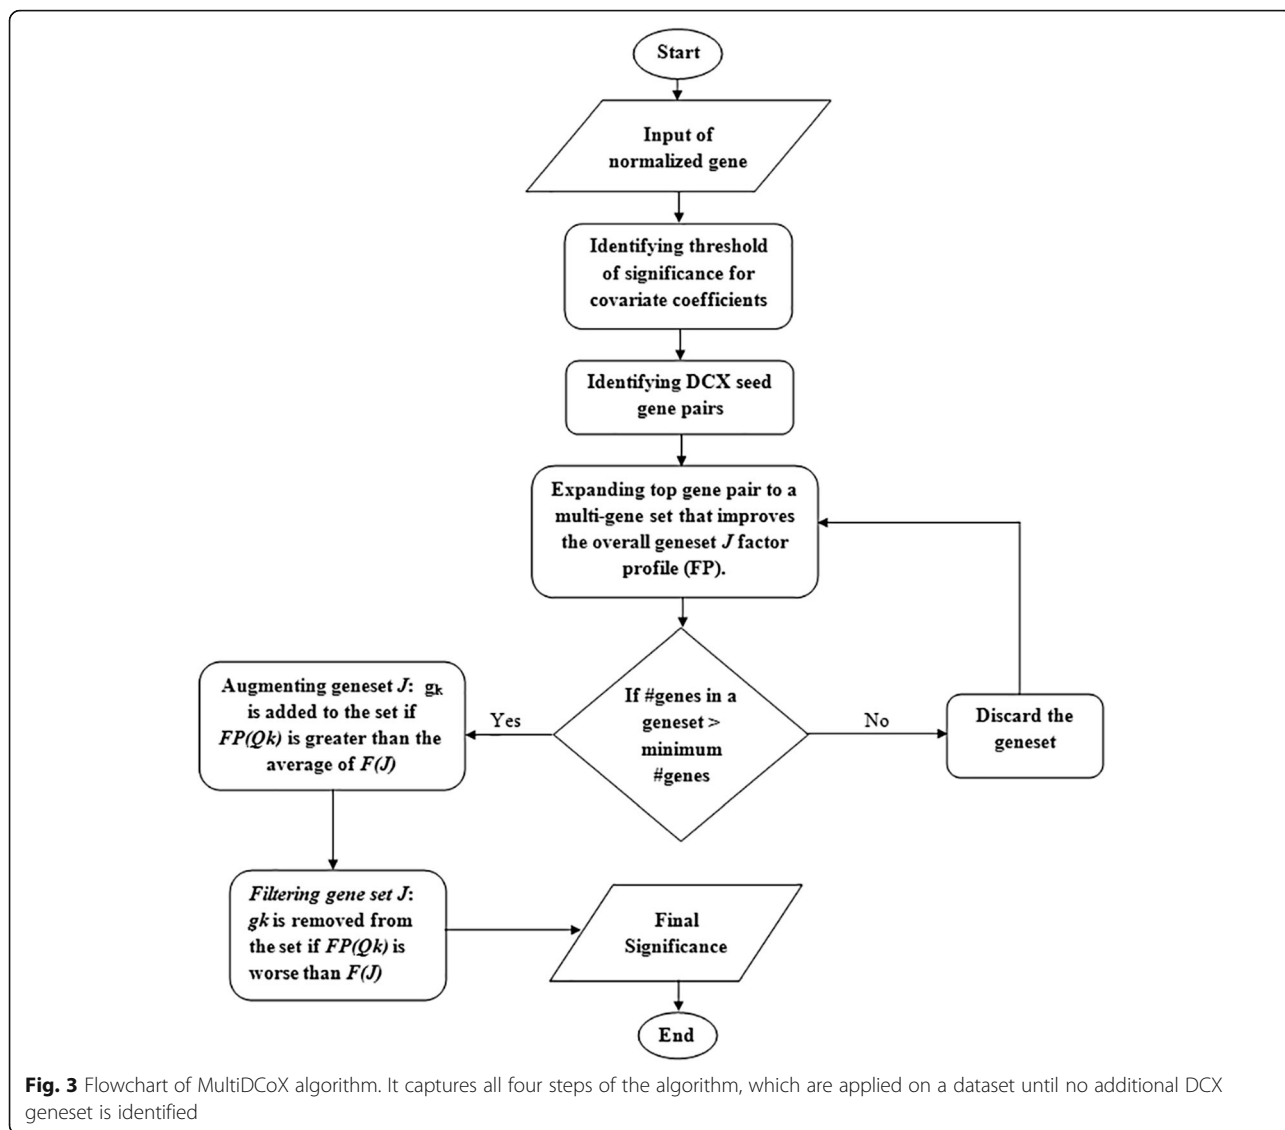 Start
Input of
normalized gene
Identifying threshold
of significance for
covariate coefficients
Identifying DCX seed
gene pairs
Expanding top gene pair to a
multi-gene set that improves
the overall geneset J factor
profile (FP).
If #genes in a
geneset >
minimum
#genes
Yes
No
Augmenting geneset J: gk
is added to the set if
FP(Qk) is greater than the
average of F(J)
Discard the
geneset
Filtering gene set J:
gk is removed from
the set if FP(Qk) is
worse than F(J)
Final
Significance
End
Fig. 3 Flowchart of MultiDCoX algorithm. It captures all four steps of the algorithm, which are applied on a dataset until no additional DCX
geneset is identified